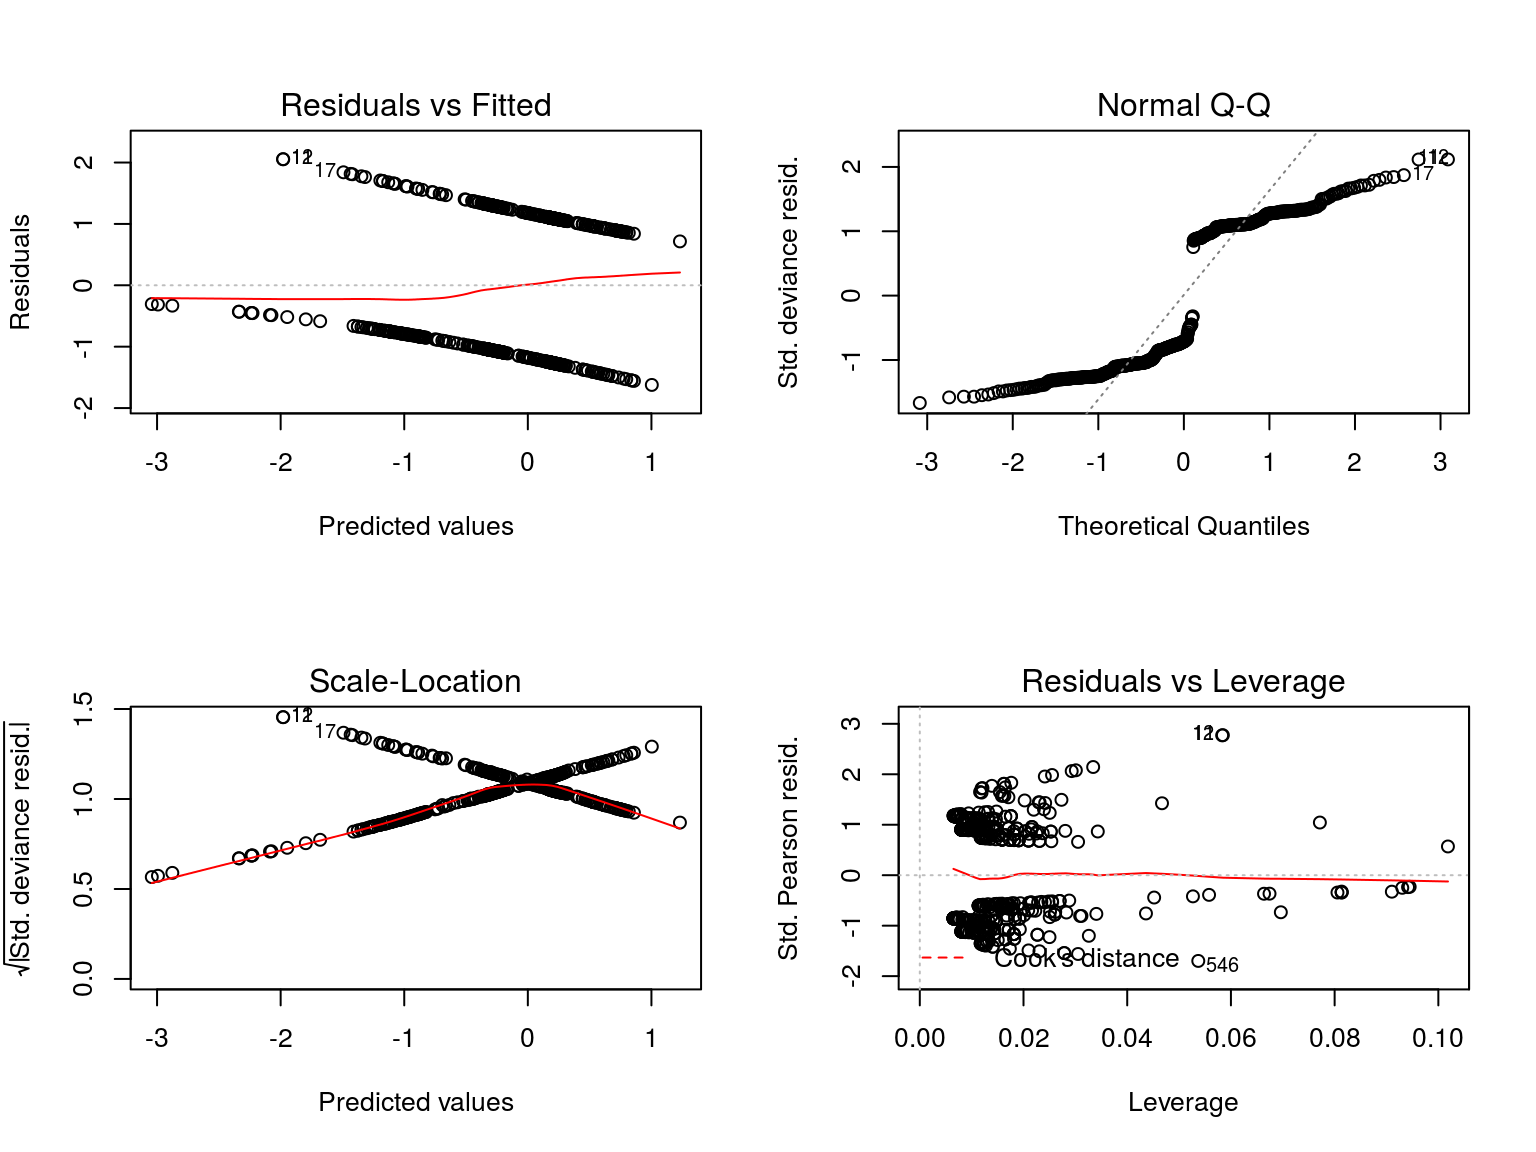 Residuals vs Fitted
Residuals
2
1
0
-1
-2
-3 -2 -1 0 1
Predicted values
17
Normal Q-Q
Std. deviance resid.
2
1
0
-1
-3 -2 -1 0 1 2 3
Theoretical Quantiles
17
Scale-Location
√|Std. deviance resid.|
1.5
1.0
0.5
0.0
-3 -2 -1 0 1
Predicted values
17
Residuals vs Leverage
Std. Pearson resid.
3
2
1
0
-1
-2
0.00 0.02 0.04 0.06 0.08 0.10
Leverage
Cook's distance
546